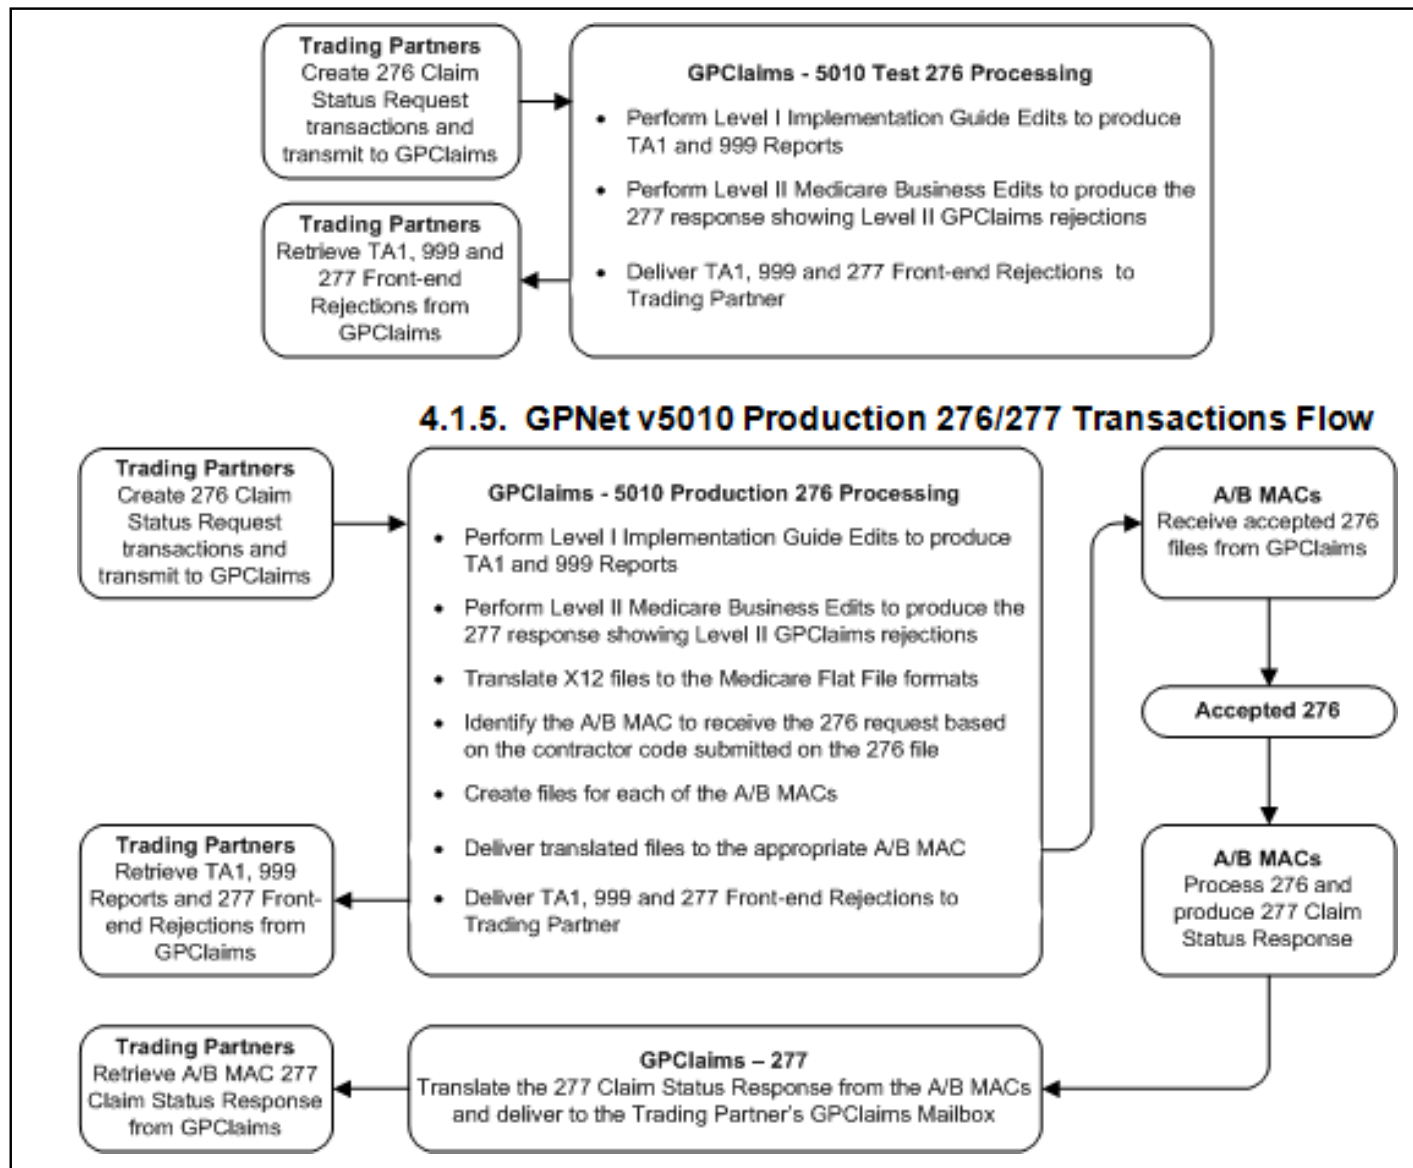 Trading Partners
Create 276 Claim
Status Request
transactions and
transmit to GPClaims
GPClaims - 5010 Test 276 Processing
• Perform Level I Implementation Guide Edits to produce
TA1 and 999 Reports
• Perform Level II Medicare Business Edits to produce the
277 response showing Level II GPClaims rejections
• Deliver TA1, 999 and 277 Front-end Rejections to
Trading Partner
Trading Partners
Retrieve TA1, 999 and
277 Front-end
Rejections from
GPClaims
4.1.5. GPNet v5010 Production 276/277 Transactions Flow
Trading Partners
Create 276 Claim
Status Request
transactions and
transmit to GPClaims
GPClaims - 5010 Production 276 Processing
• Perform Level I Implementation Guide Edits to produce
TA1 and 999 Reports
• Perform Level II Medicare Business Edits to produce the
277 response showing Level II GPClaims rejections
• Translate X12 files to the Medicare Flat File formats
• Identify the A/B MAC to receive the 276 request based
on the contractor code submitted on the 276 file
• Create files for each of the A/B MACs
• Deliver translated files to the appropriate A/B MAC
• Deliver TA1, 999 and 277 Front-end Rejections to
Trading Partner
A/B MACs
Receive accepted 276
files from GPClaims
Accepted 276
A/B MACs
Process 276 and
produce 277 Claim
Status Response
Trading Partners
Retrieve TA1, 999
Reports and 277 Front-
end Rejections from
GPClaims
GPClaims – 277
Translate the 277 Claim Status Response from the A/B MACs
and deliver to the Trading Partner's GPClaims Mailbox
Trading Partners
Retrieve A/B MAC 277
Claim Status Response
from GPClaims